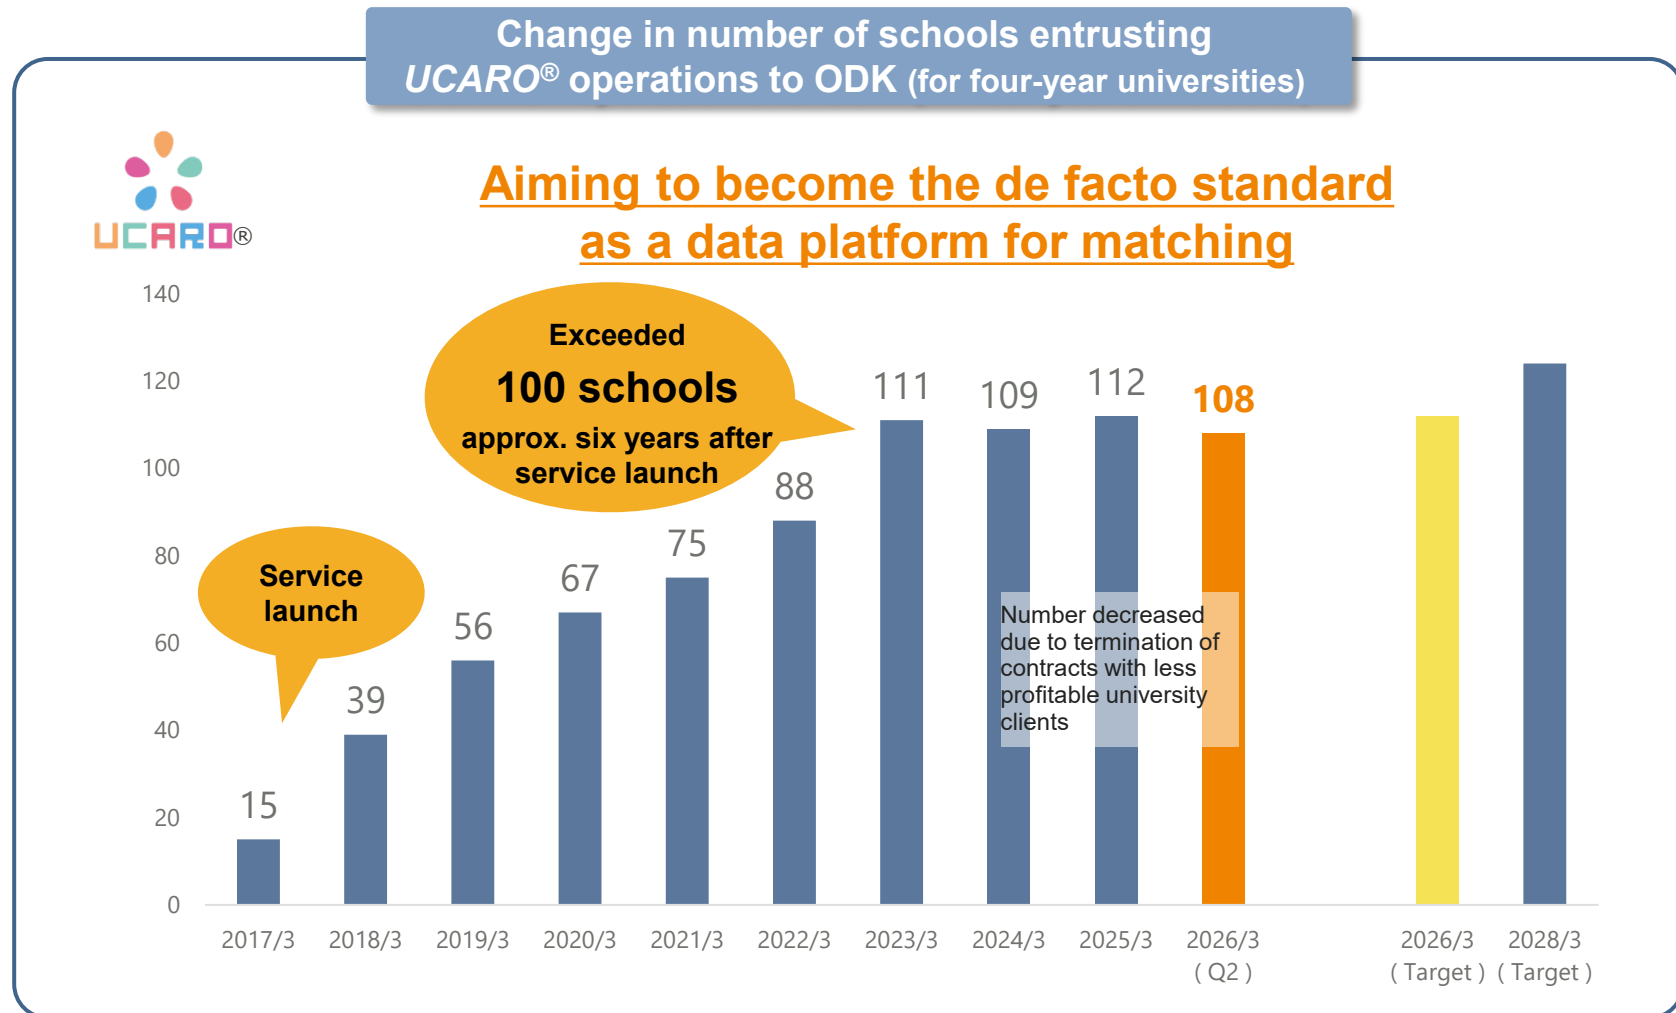 Change in number of schools entrusting
UCARO® operations to ODK (for four-year universities)
UCARO®
Aiming to become the de facto standard
as a data platform for matching
140
120
100
80
60
40
20
0
Exceeded
100 schools
approx. six years after
service launch
Service
launch
15
39
56
67
75
88
111
109
112
108
Number decreased
due to termination of
contracts with less
profitable university
clients
2017/3
2018/3
2019/3
2020/3
2021/3
2022/3
2023/3
2024/3
2025/3
2026/3
( Q2 )
2026/3
( Target )
2028/3
( Target )